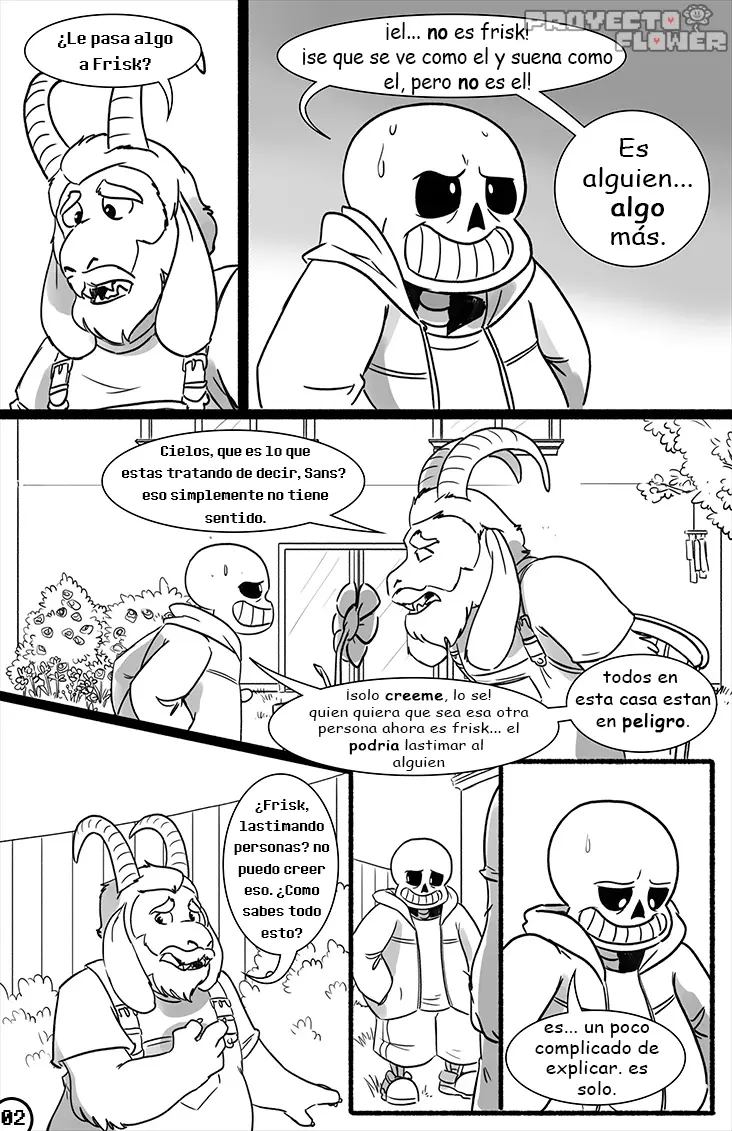 PROYECTO
FLOWER
¿Le pasa algo
a Frisk?
¡el... no es frisk!
¡se que se ve como el y suena como
el, pero no es el!
Es
alguien...
algo
más.
Cielos, que es lo que
estas tratando de decir, Sans?
eso simplemente no tiene
sentido.
¡solo creeme, lo se!
quien quiera que sea esa otra
persona ahora es frisk... el
podria lastimar al
alguien
todos en
esta casa estan
en peligro.
¿Frisk,
lastimando
personas? no
puedo creer
eso. ¿Como
sabes todo
esto?
es... un poco
complicado de
explicar. es
solo.
02